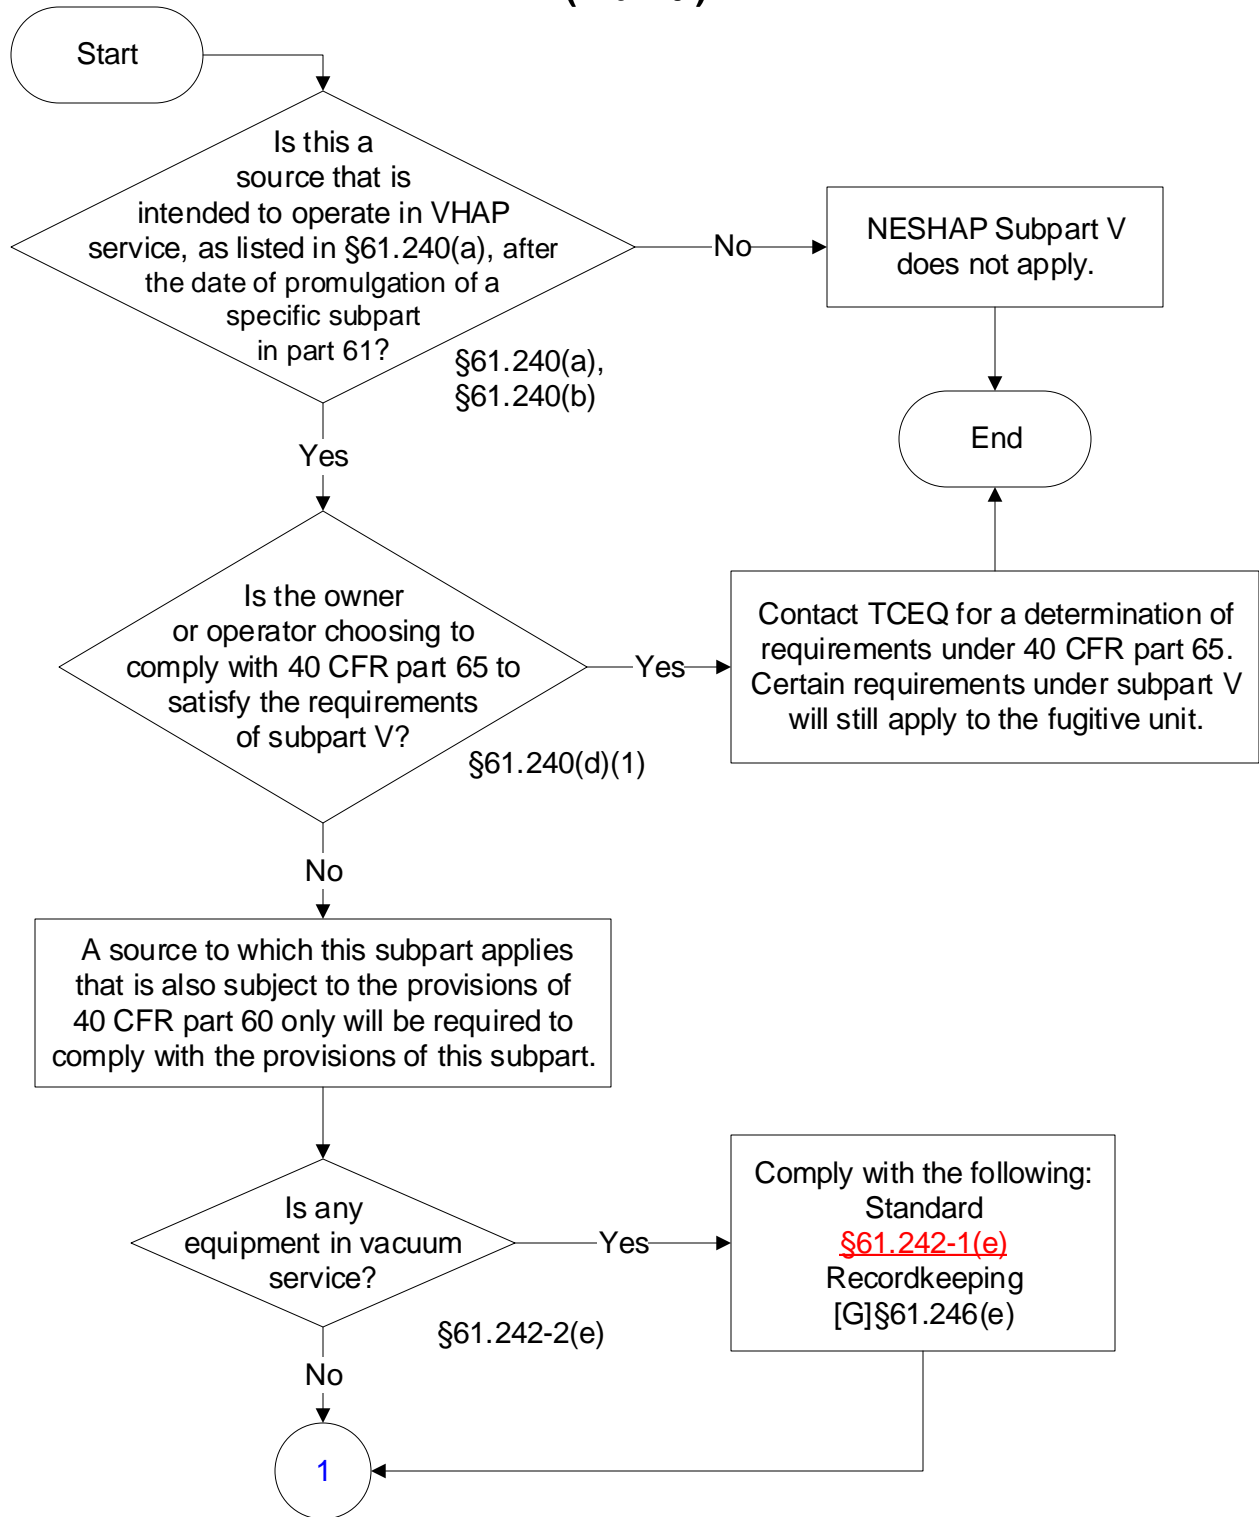 Start
Is this a
source that is
intended to operate in VHAP
service, as listed in §61.240(a), after
the date of promulgation of a
specific subpart
in part 61?
§61.240(a),
§61.240(b)
No
NESHAP Subpart V
does not apply.
End
Yes
Is the owner
or operator choosing to
comply with 40 CFR part 65 to
satisfy the requirements
of subpart V?
§61.240(d)(1)
Yes
Contact TCEQ for a determination of
requirements under 40 CFR part 65.
Certain requirements under subpart V
will still apply to the fugitive unit.
No
A source to which this subpart applies
that is also subject to the provisions of
40 CFR part 60 only will be required to
comply with the provisions of this subpart.
Is any
equipment in vacuum
service?
§61.242-2(e)
Yes
Comply with the following:
Standard
§61.242-1(e)
Recordkeeping
[G]§61.246(e)
No
1